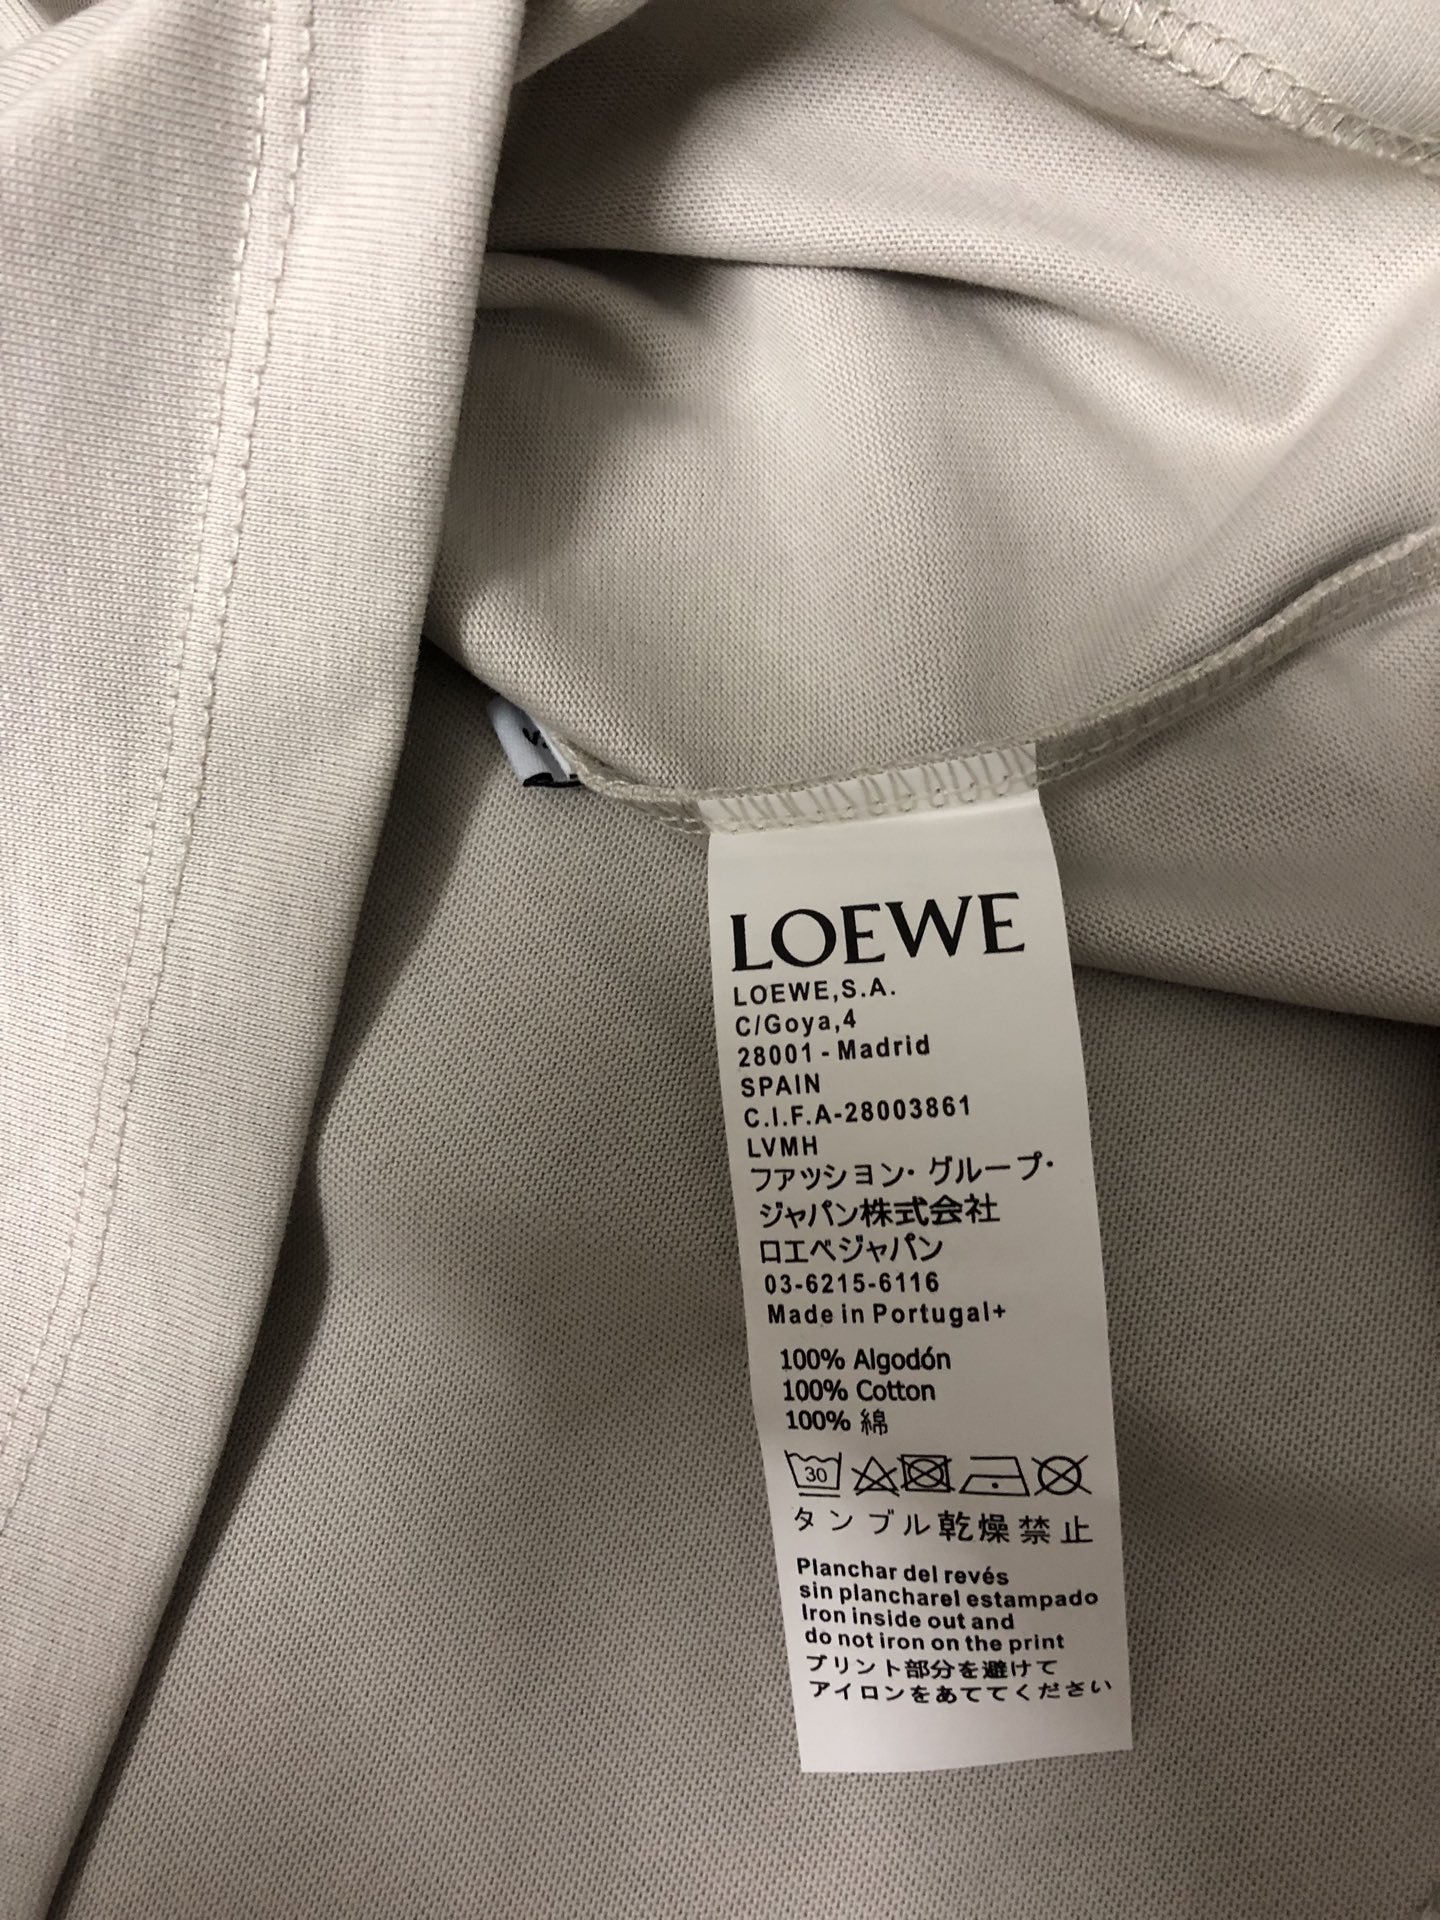 LOEWE
LOEWE,S.A.
C/Goya,4
28001 - Madrid
SPAIN
C.I.F.A-28003861
LVMH
ファッション・グループ・
ジャパン株式会社
ロエベジャパン
03-6215-6116
Made in Portugal+
100% Algodón
100% Cotton
100% 綿
30
タンブル乾燥禁止
Planchar del revés
sin plancharel estampado
Iron inside out and
do not iron on the print
プリント部分を避けて
アイロンをあててください